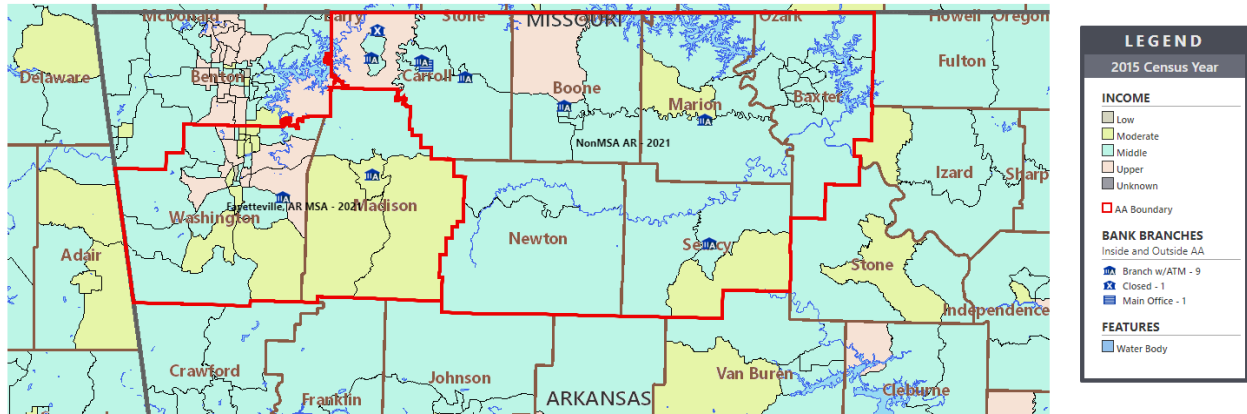 McDonald
Barry
Stone
MISSOURI
Ozark
Howell
Oregon
Delaware
Benton
Carroll
Boone
Marion
Baxter
Fulton
NonMSA AR - 2021
Izard
Sharp
Fayetteville, AR MSA - 2021
Washington
Madison
Newton
Searcy
Stone
Adair
Independence
Crawford
Franklin
Johnson
ARKANSAS
Van Buren
Cleburne
LEGEND
2015 Census Year
INCOME
Low
Moderate
Middle
Upper
Unknown
AA Boundary
BANK BRANCHES
Inside and Outside AA
Branch w/ATM - 9
Closed - 1
Main Office - 1
FEATURES
Water Body